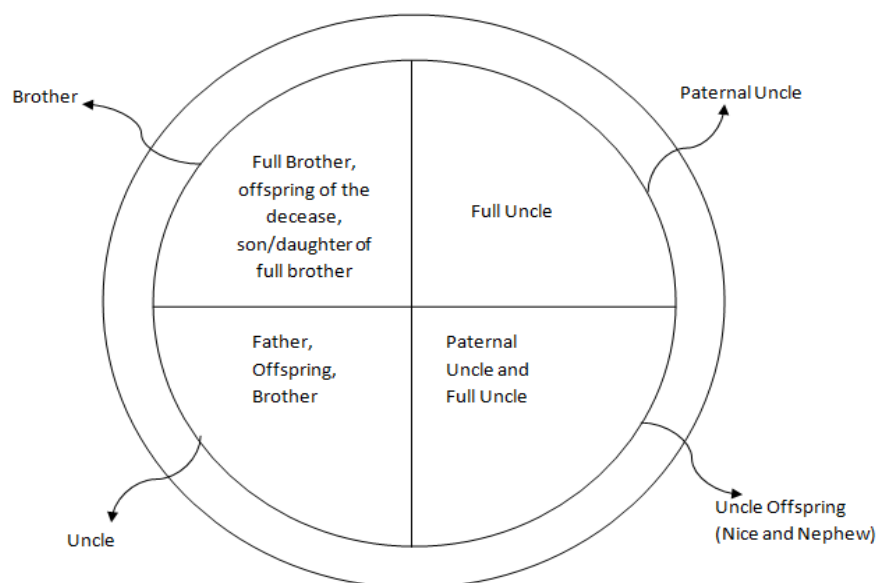 Brother
Paternal Uncle
Full Brother,
offspring of the
decease,
son/daughter of
full brother
Full Uncle
Father,
Offspring,
Brother
Paternal
Uncle and
Full Uncle
Uncle
Uncle Offspring
(Nice and Nephew)